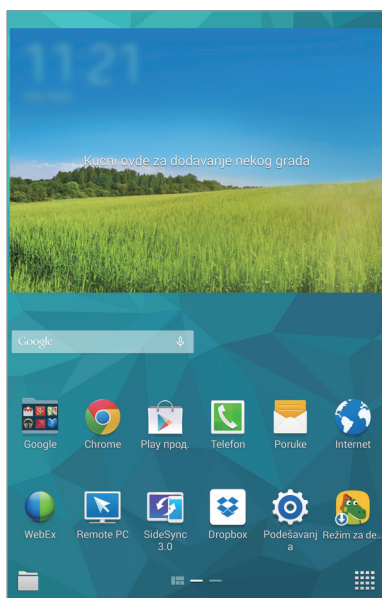 11:21
Kucni ovde za dodavanje nekog grada
Google
Google
Chrome
Play прод.
Telefon
Poruke
Internet
WebEx
Remote PC
SideSync
3.0
Dropbox
Podešavanj
a
Režim za de..